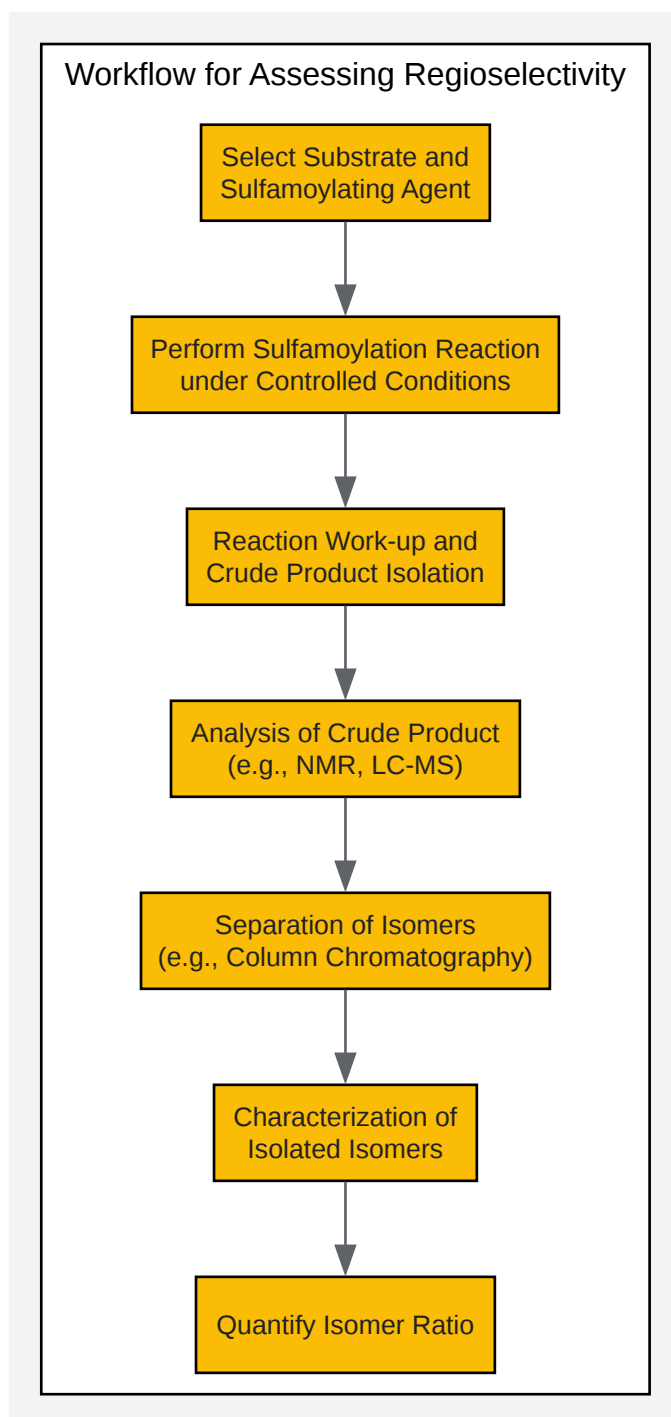 Workflow for Assessing Regioselectivity
Select Substrate and
Sulfamoylating Agent
Perform Sulfamoylation Reaction
under Controlled Conditions
Reaction Work-up and
Crude Product Isolation
Analysis of Crude Product
(e.g., NMR, LC-MS)
Separation of Isomers
(e.g., Column Chromatography)
Characterization of
Isolated Isomers
Quantify Isomer Ratio